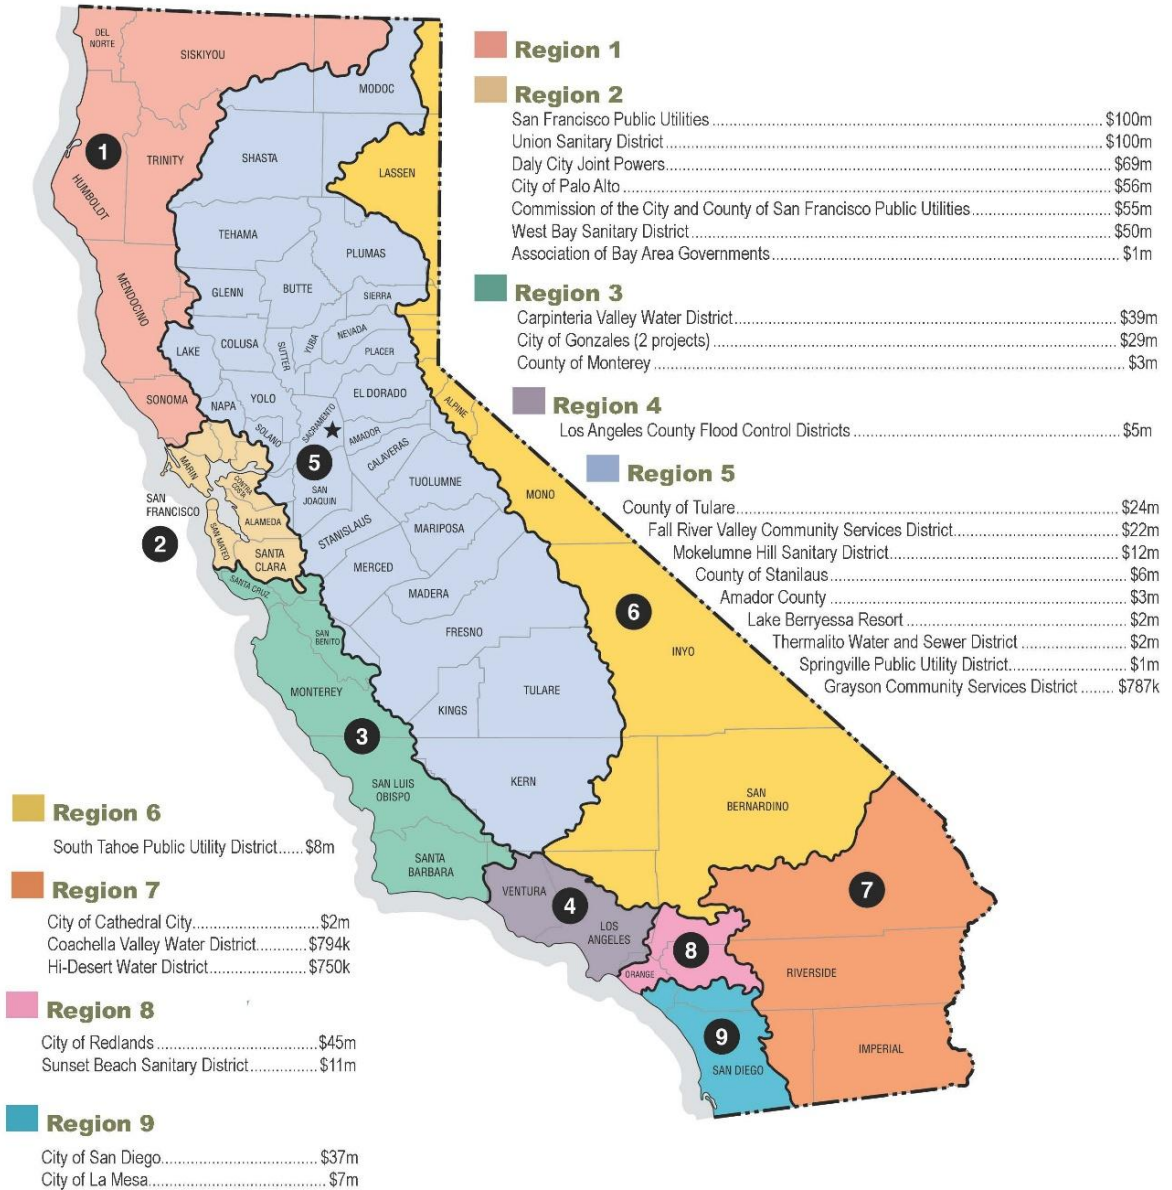 Region 1
Region 2
San Francisco Public Utilities ........ $100m
Union Sanitary District ........ $100m
Daly City Joint Powers ........ $69m
City of Palo Alto ........ $56m
Commission of the City and County of San Francisco Public Utilities ........ $55m
West Bay Sanitary District ........ $50m
Association of Bay Area Governments ........ $1m
Region 3
Carpinteria Valley Water District ........ $39m
City of Gonzales (2 projects) ........ $29m
County of Monterey ........ $3m
Region 4
Los Angeles County Flood Control Districts ........ $5m
Region 5
County of Tulare ........ $24m
Fall River Valley Community Services District ........ $22m
Mokelumne Hill Sanitary District ........ $12m
County of Stanilaus ........ $6m
Amador County ........ $3m
Lake Berryessa Resort ........ $2m
Thermalito Water and Sewer District ........ $2m
Springville Public Utility District ........ $1m
Grayson Community Services District ........ $787k
Region 6
South Tahoe Public Utility District ...... $8m
Region 7
City of Cathedral City ........ $2m
Coachella Valley Water District ........ $794k
Hi-Desert Water District ........ $750k
Region 8
City of Redlands ........ $45m
Sunset Beach Sanitary District ........ $11m
Region 9
City of San Diego ........ $37m
City of La Mesa ........ $7m
DEL
NORTE
SISKIYOU
MODOC
1
TRINITY
HUMBOLDT
SHASTA
LASSEN
TEHAMA
PLUMAS
MENDOCINO
GLENN
BUTTE
SIERRA
LAKE
COLUSA
SUTTER
YUBA
NEVADA
PLACER
SONOMA
NAPA
YOLO
EL DORADO
ALPINE
SOLANO
SACRAMENTO
AMADOR
CALAVERAS
5
MARIN
CONTRA
COSTA
SAN
JOAQUIN
TUOLUMNE
MONO
SAN
FRANCISCO
2
SAN MATEO
ALAMEDA
SANTA
CLARA
STANISLAUS
MARIPOSA
MERCED
SANTA CRUZ
MADERA
6
SAN
BENITO
FRESNO
INYO
MONTEREY
TULARE
KINGS
3
SAN LUIS
OBISPO
KERN
SAN
BERNARDINO
SANTA
BARBARA
VENTURA
4
LOS
ANGELES
7
8
ORANGE
RIVERSIDE
9
SAN DIEGO
IMPERIAL